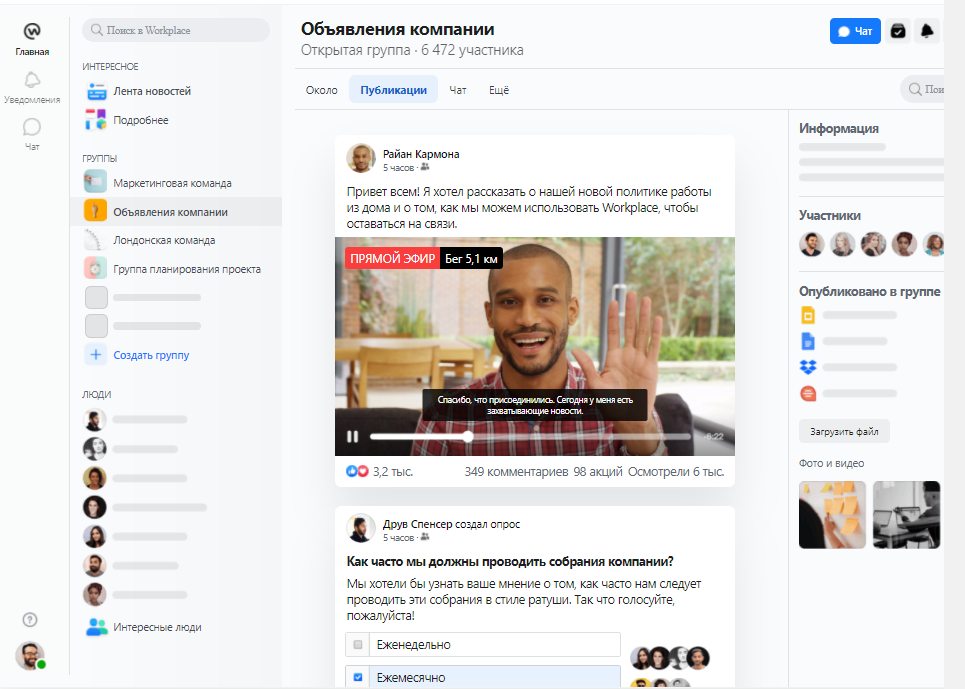 Главная
Уведомления
Чат
Поиск в Workplace
ИНТЕРЕСНОЕ
Лента новостей
Подробнее
ГРУППЫ
Маркетинговая команда
Объявления компании
Лондонская команда
Группа планирования проекта
Создать группу
ЛЮДИ
Интересные люди
Объявления компании
Открытая группа · 6 472 участника
Чат
Около Публикации Чат Ещё
Райан Кармона
5 часов ·
Привет всем! Я хотел рассказать о нашей новой политике работы
из дома и о том, как мы можем использовать Workplace, чтобы
оставаться на связи.
ПРЯМОЙ ЭФИР Бег 5,1 км
Спасибо, что присоединились. Сегодня у меня есть
захватывающие новости.
-6:22
3,2 тыс. 349 комментариев 98 акций Осмотрели 6 тыс.
Друв Спенсер создал опрос
5 часов ·
Как часто мы должны проводить собрания компании?
Мы хотели бы узнать ваше мнение о том, как часто нам следует
проводить эти собрания в стиле ратуши. Так что голосуйте,
пожалуйста!
Еженедельно
Ежемесячно
Информация
Участники
Опубликовано в группе
Загрузить файл
Фото и видео